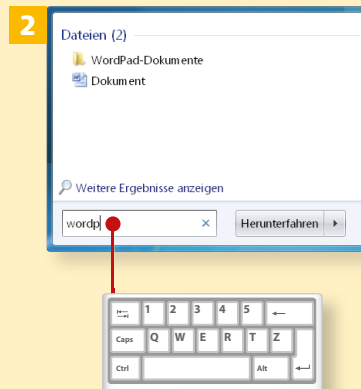 2
Dateien (2)
WordPad-Dokumente
Dokument
Weitere Ergebnisse anzeigen
wordp
Herunterfahren
1 2 3 4 5
Caps Q W E R T Z
Ctrl Alt